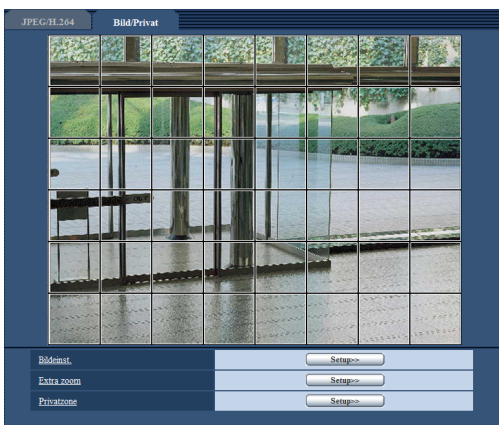 JPEG/H.264
Bild/Privat
Bildeinst.
Setup>>
Extra zoom
Setup>>
Privatzone
Setup>>